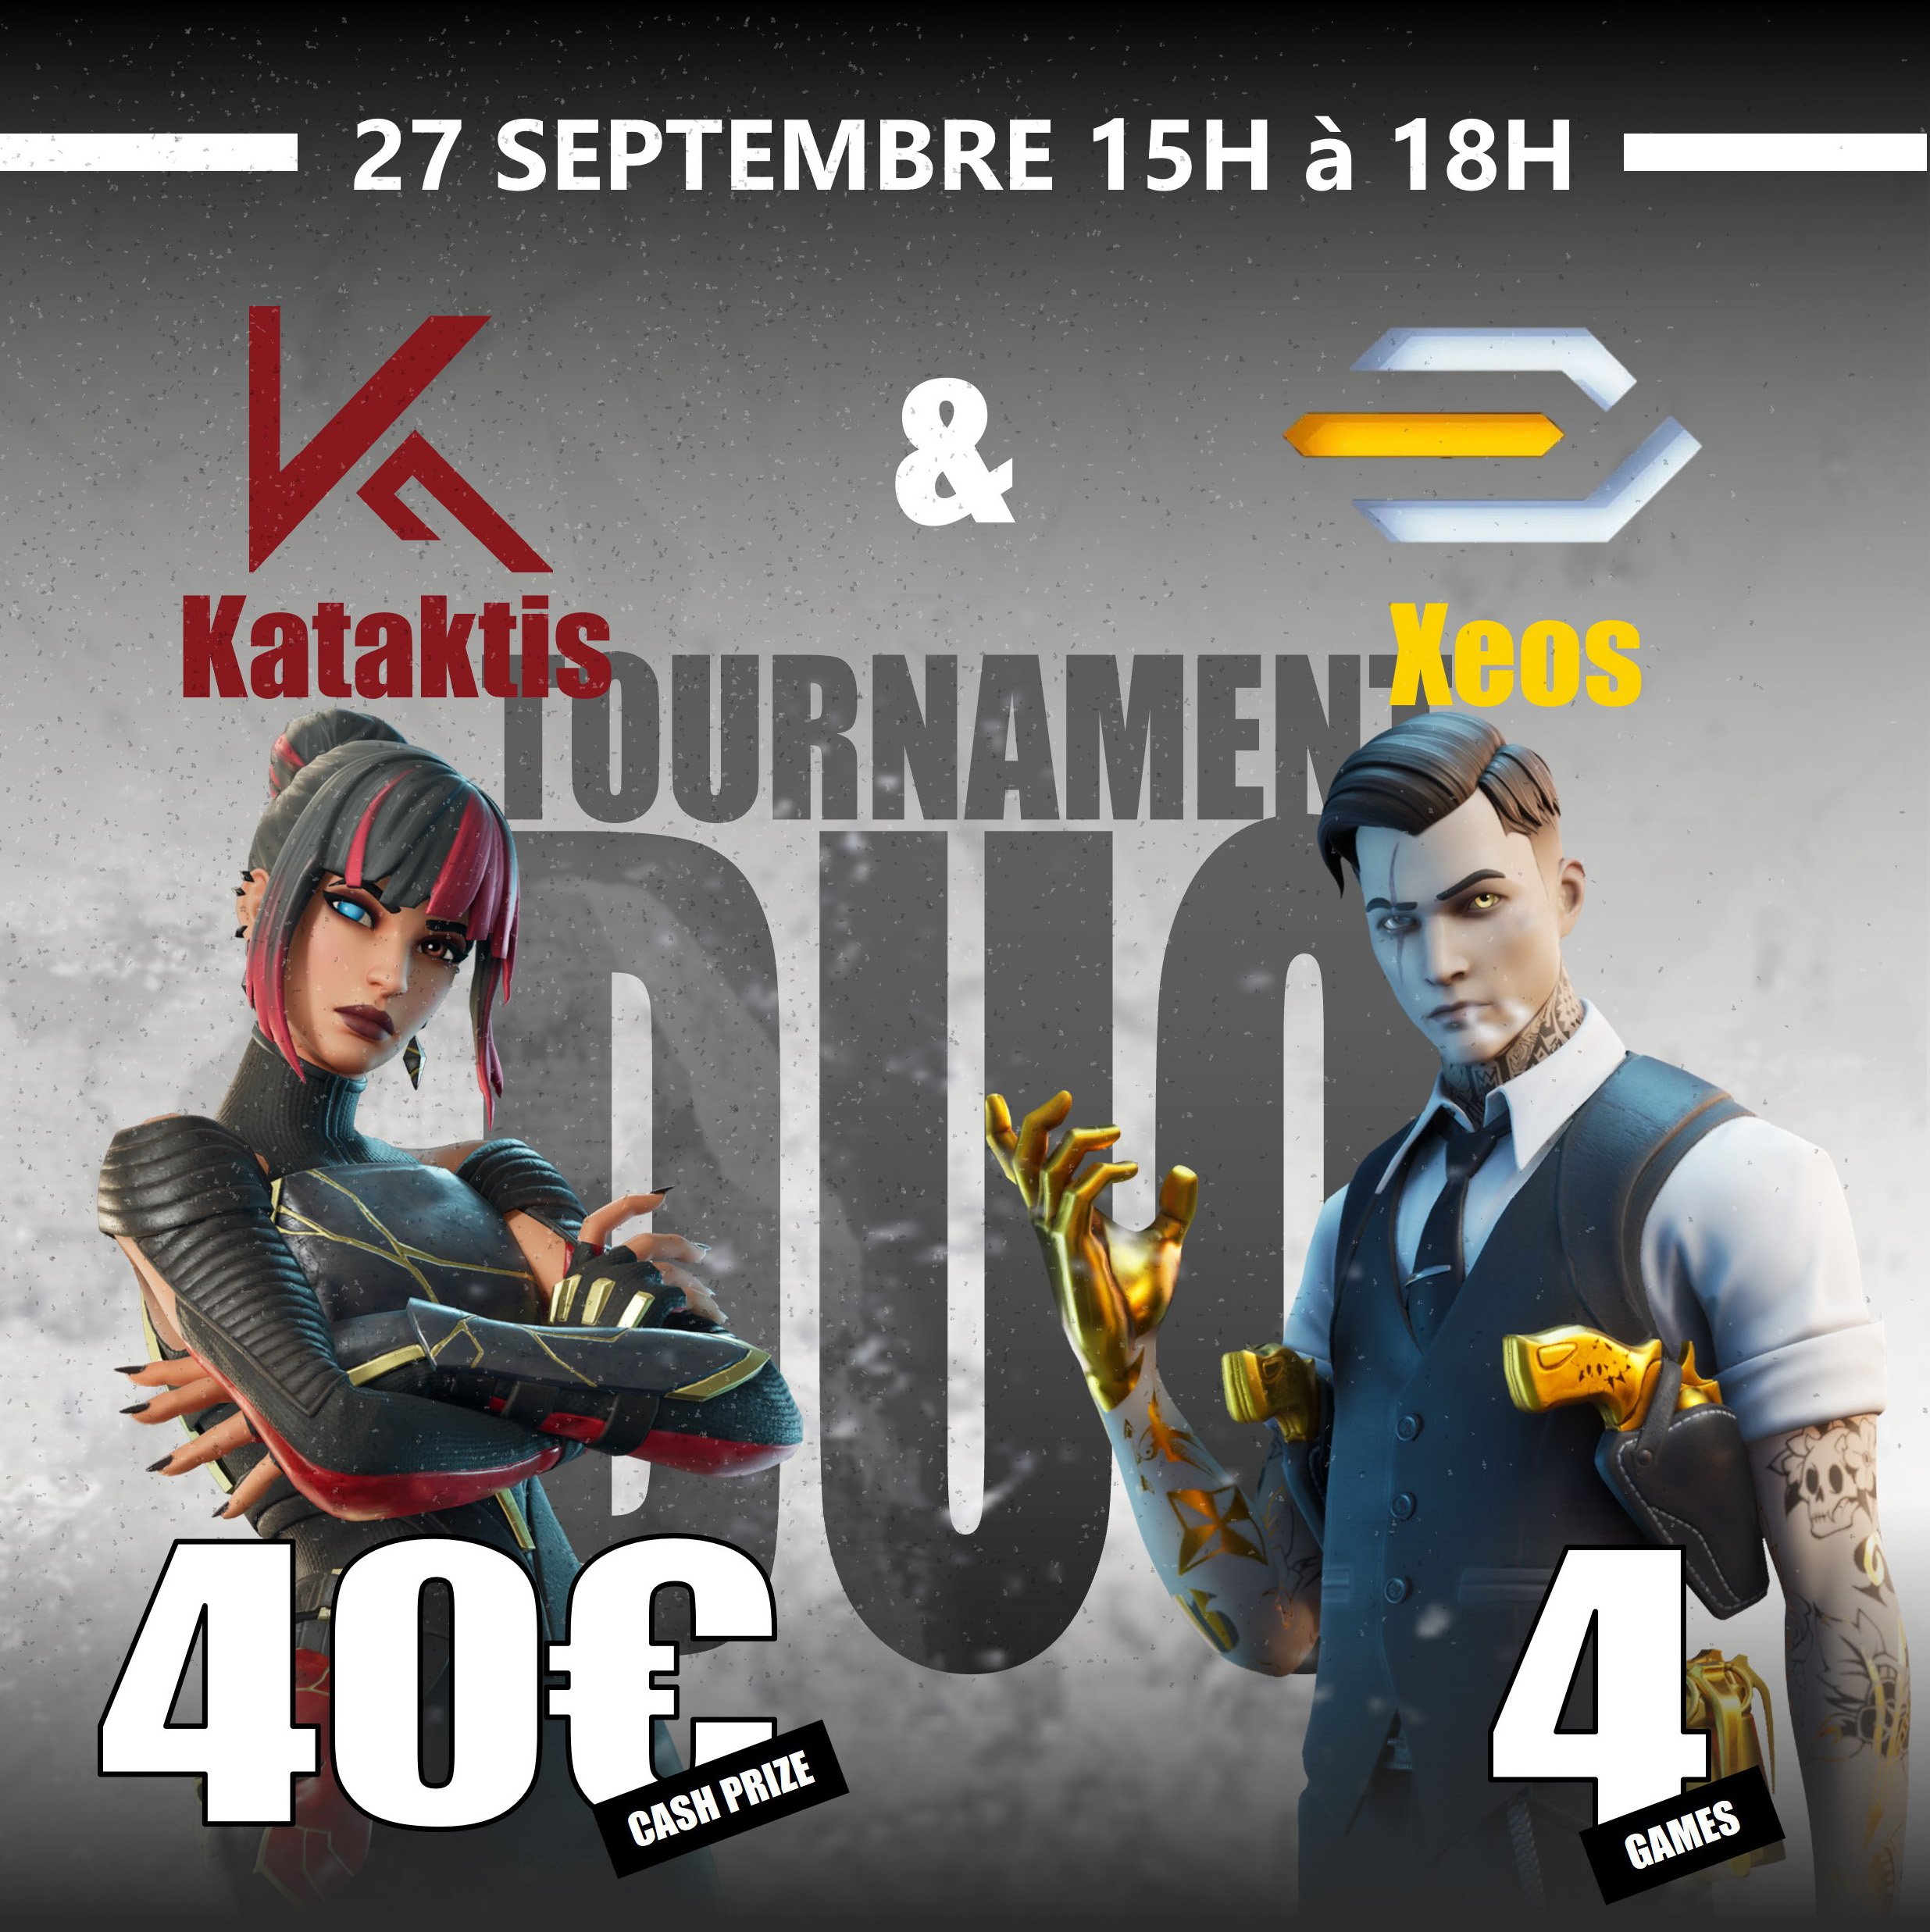 27 SEPTEMBRE 15H à 18H
&
Kataktis
Xeos
TOURNAMENT
DUO
40€
CASH PRIZE
4
GAMES